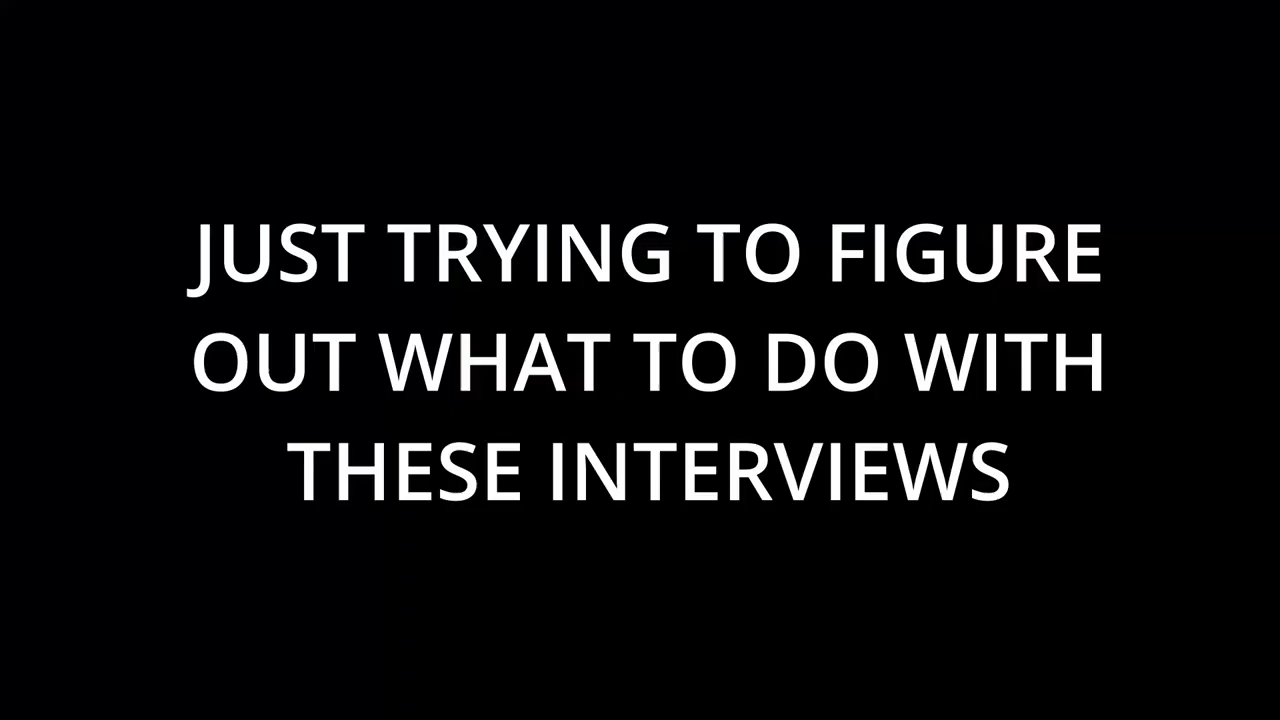 JUST TRYING TO FIGURE
OUT WHAT TO DO WITH
THESE INTERVIEWS